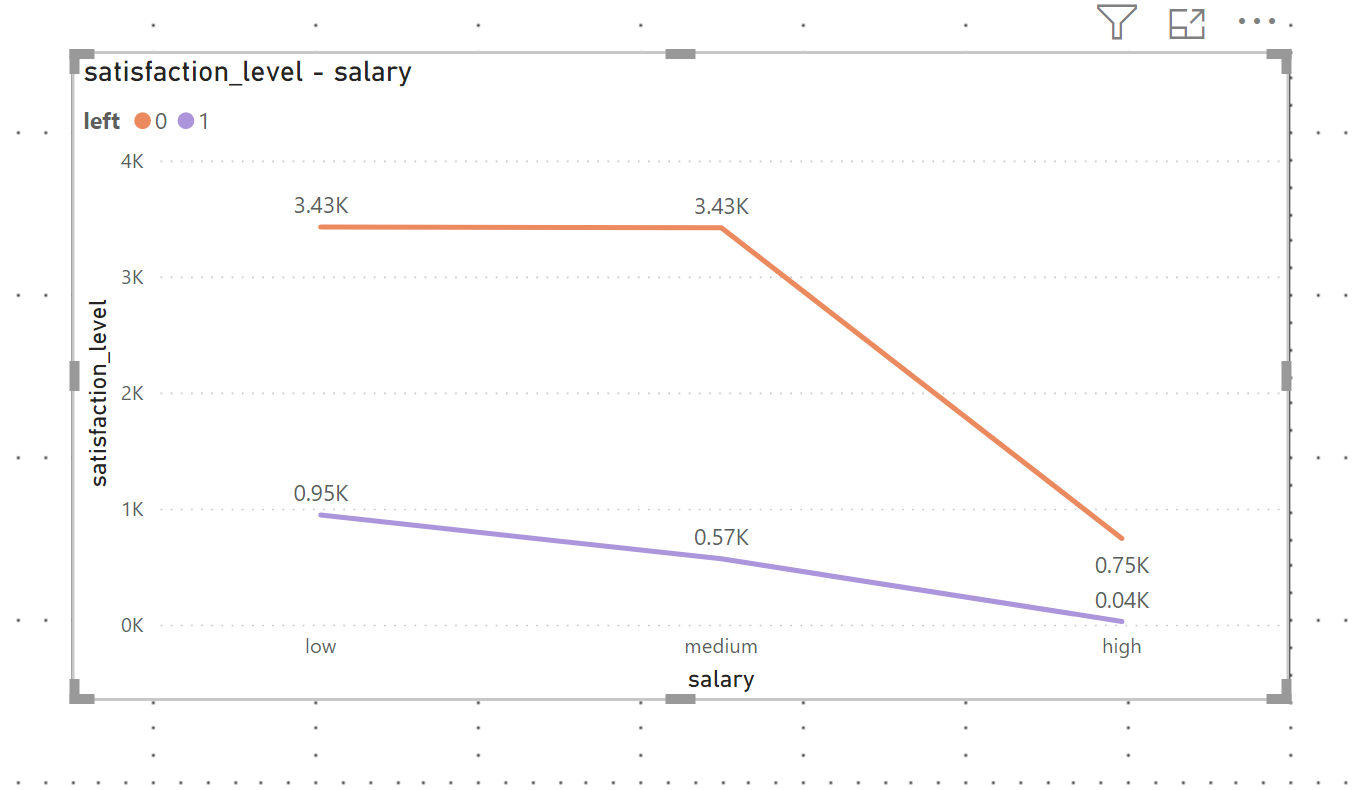 satisfaction_level - salary
left 0 1
4K
3.43K 3.43K
3K
2K
satisfaction_level
1K
0.95K
0.57K
0.75K
0.04K
0K
low medium high
salary